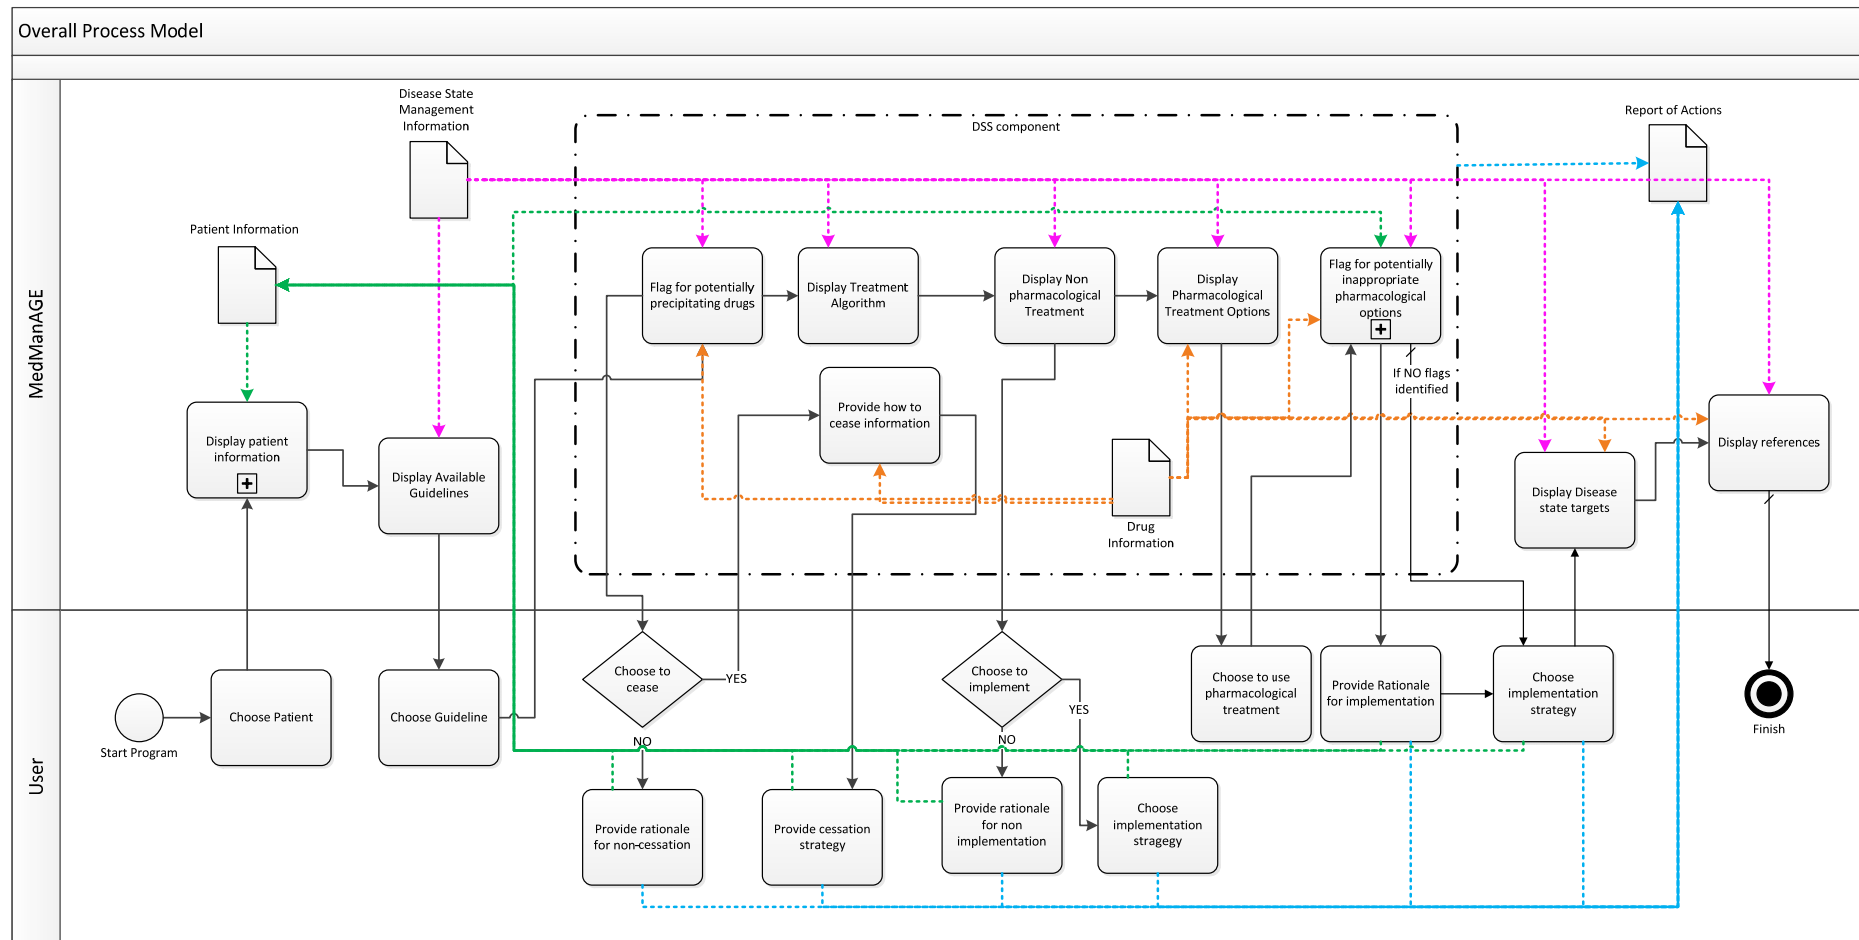 Overall Process Model
MedManAGE
User
Disease State
Management
Information
DSS component
Report of Actions
Patient Information
Flag for potentially
precipitating drugs
Display Treatment
Algorithm
Display Non
pharmacological
Treatment
Display
Pharmacological
Treatment Options
Flag for potentially
inappropriate
pharmacological
options
If NO flags
identified
Provide how to
cease information
Display patient
information
Display Available
Guidelines
Drug
Information
Display Disease
state targets
Display references
Start Program
Choose Patient
Choose Guideline
Choose to
cease
YES
NO
Choose to
implement
YES
NO
Choose to use
pharmacological
treatment
Provide Rationale
for implementation
Choose
implementation
strategy
Finish
Provide rationale
for non-cessation
Provide cessation
strategy
Provide rationale
for non
implementation
Choose
implementation
stragegy